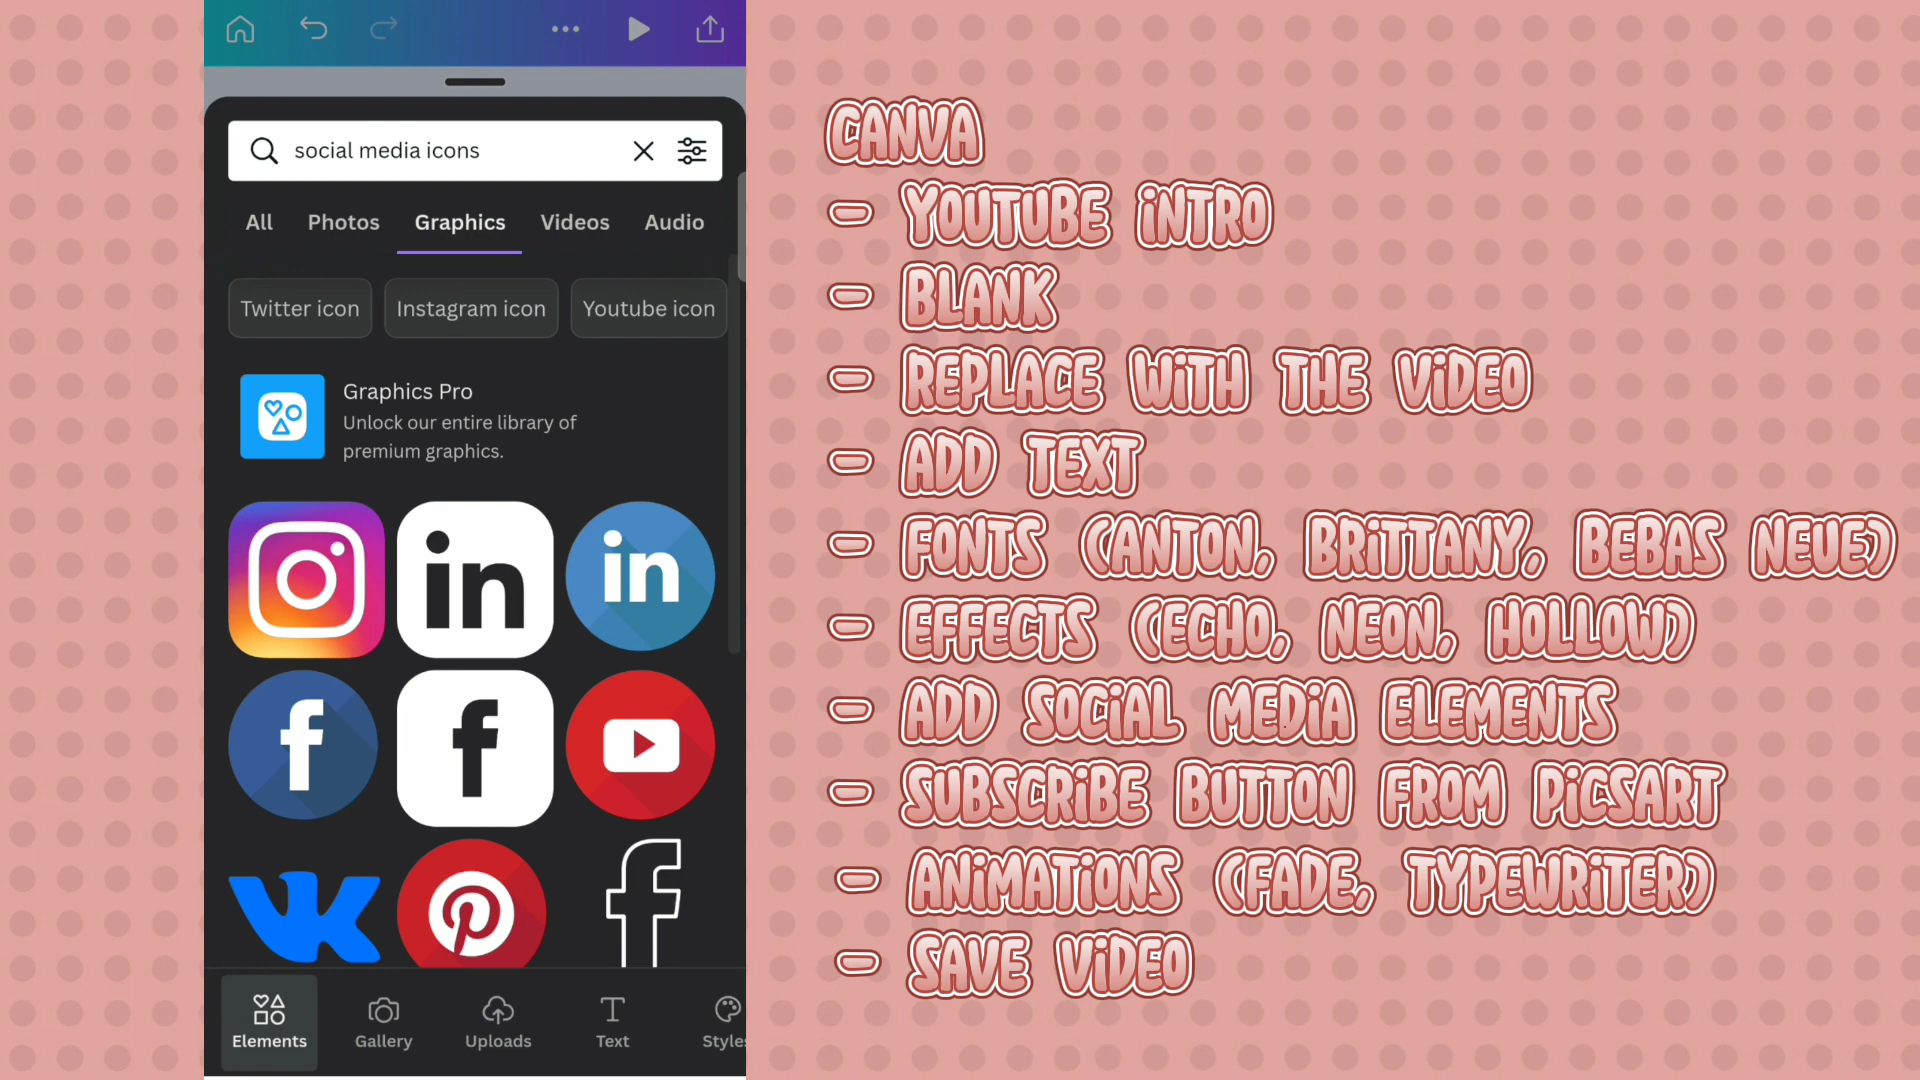 social media icons
All Photos Graphics Videos Audio
Twitter icon Instagram icon Youtube icon
Graphics Pro
Unlock our entire library of
premium graphics.
in in
f f
f
Elements Gallery Uploads Text Styles
CANVA
- YOUTUBE iNTRO
- BLANK
- REPLACE WiTH THE ViDEO
- ADD TEXT
- FONTS (ANTON, BRiTTANY, BEBAS NEUE)
- EFFECTS (ECHO, NEON, HOLLOW)
- ADD SOCiAL MEDiA ELEMENTS
- SUBSCRiBE BUTTON FROM PiCSART
- ANiMATiONS (FADE, TYPEWRiTER)
- SAVE ViDEO